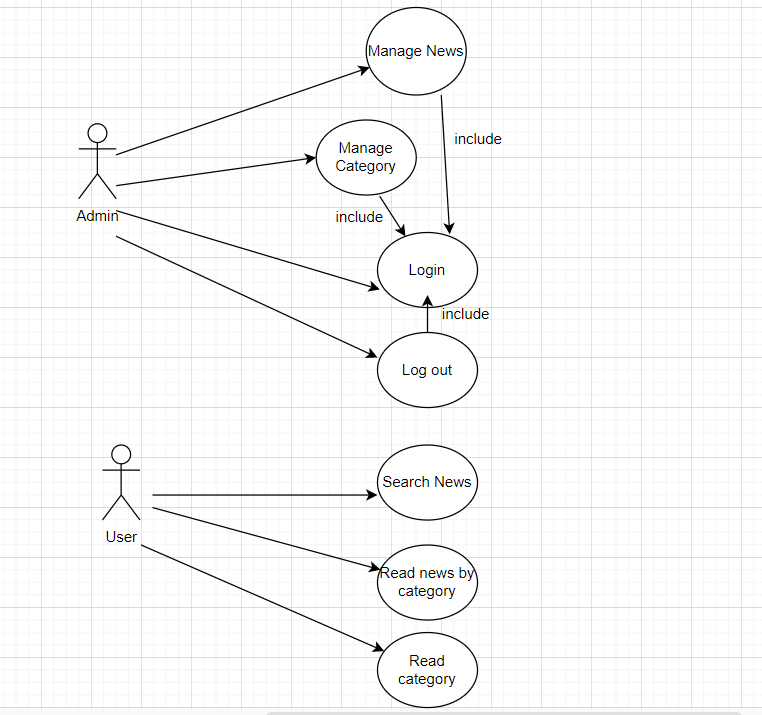 Manage News
include
Manage
Category
Admin
include
Login
include
Log out
Search News
User
Read news by
category
Read
category